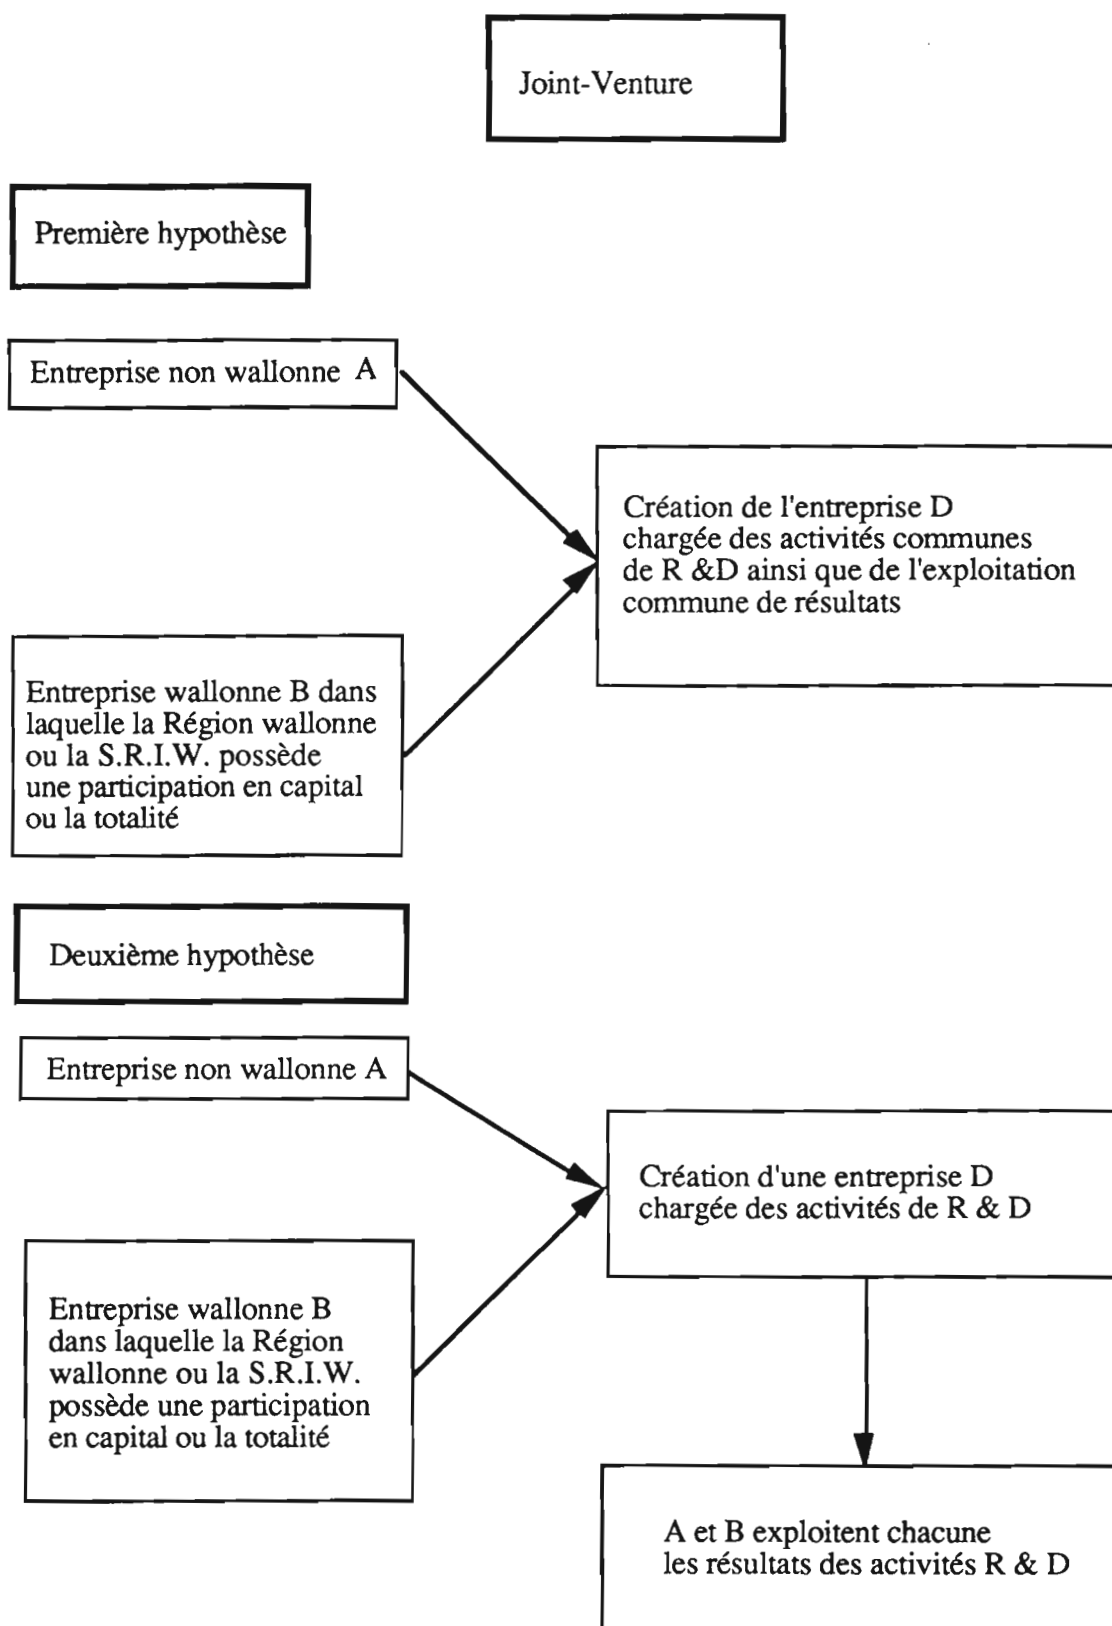 Joint-Venture
Première hypothèse
Entreprise non wallonne A
Création de l'entreprise D
chargée des activités communes
de R &D ainsi que de l'exploitation
commune de résultats
Entreprise wallonne B dans
laquelle la Région wallonne
ou la S.R.I.W. possède
une participation en capital
ou la totalité
Deuxième hypothèse
Entreprise non wallonne A
Création d'une entreprise D
chargée des activités de R & D
Entreprise wallonne B
dans laquelle la Région
wallonne ou la S.R.I.W.
possède une participation
en capital ou la totalité
A et B exploitent chacune
les résultats des activités R & D